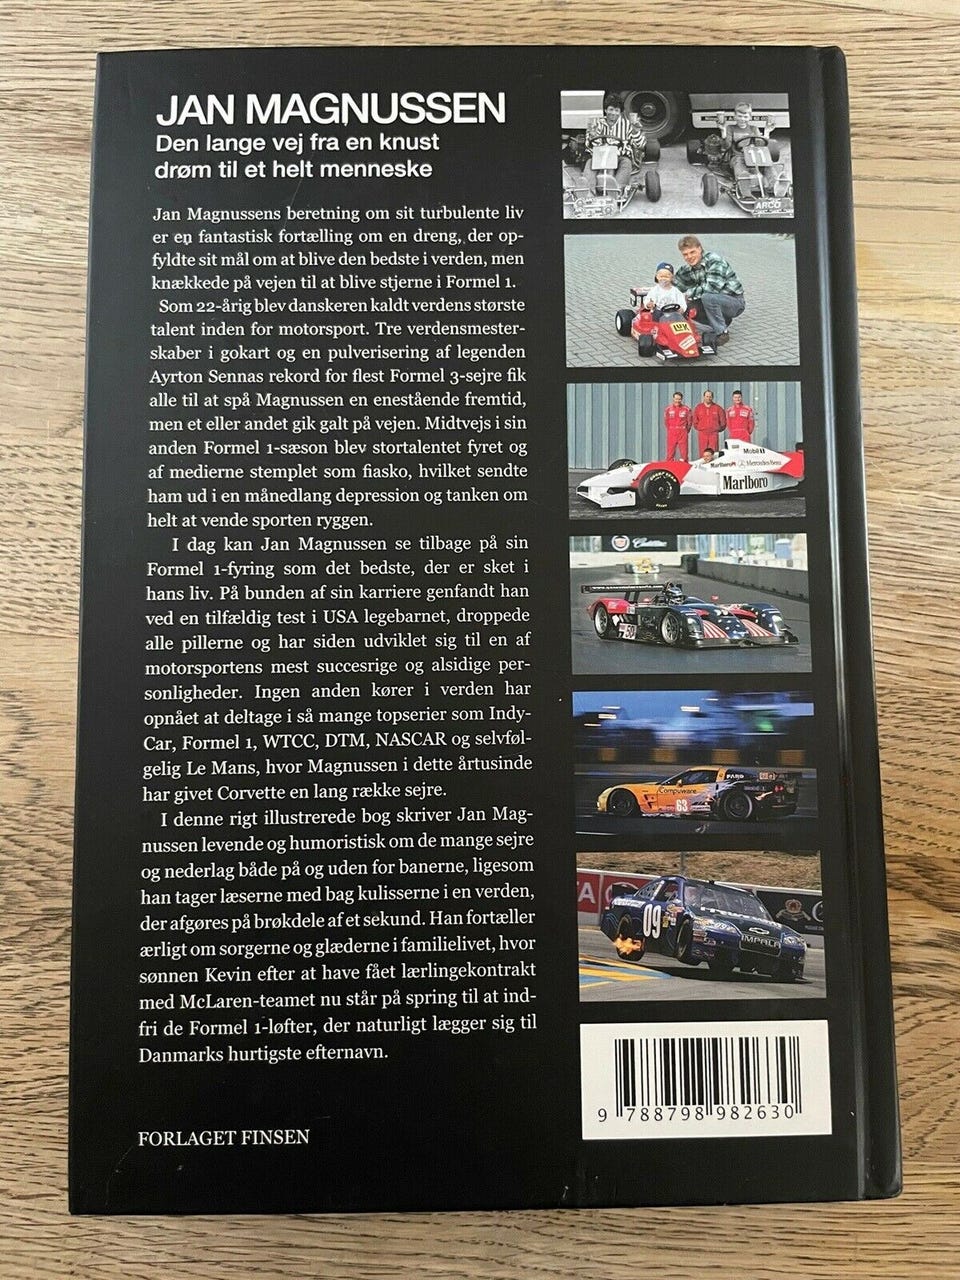 JAN MAGNUSSEN
Den lange vej fra en knust
drøm til et helt menneske
Jan Magnussens beretning om sit turbulente liv
er en fantastisk fortælling om en dreng, der op-
fyldte sit mål om at blive den bedste i verden, men
knækkede på vejen til at blive stjerne i Formel 1.
Som 22-årig blev danskeren kaldt verdens største
talent inden for motorsport. Tre verdensmester-
skaber i gokart og en pulverisering af legenden
Ayrton Sennas rekord for flest Formel 3-sejre fik
alle til at spå Magnussen en enestående fremtid,
men et eller andet gik galt på vejen. Midtvejs i sin
anden Formel 1-sæson blev stortalentet fyret og
af medierne stemplet som fiasko, hvilket sendte
ham ud i en månedlang depression og tanken om
helt at vende sporten ryggen.
I dag kan Jan Magnussen se tilbage på sin
Formel 1-fyring som det bedste, der er sket i
hans liv. På bunden af sin karriere genfandt han
ved en tilfældig test i USA legebarnet, droppede
alle pillerne og har siden udviklet sig til en af
motorsportens mest succesrige og alsidige per-
sonligheder. Ingen anden kører i verden har
opnået at deltage i så mange topserier som Indy-
Car, Formel 1, WTCC, DTM, NASCAR og selvføl-
gelig Le Mans, hvor Magnussen i dette årtusinde
har givet Corvette en lang række sejre.
I denne rigt illustrerede bog skriver Jan Mag-
nussen levende og humoristisk om de mange sejre
og nederlag både på og uden for banerne, ligesom
han tager læserne med bag kulisserne i en verden,
der afgøres på brøkdele af et sekund. Han fortæller
ærligt om sorgerne og glæderne i familielivet, hvor
sønnen Kevin efter at have fået lærlingekontrakt
med McLaren-teamet nu står på spring til at ind-
fri de Formel 1-løfter, der naturligt lægger sig til
Danmarks hurtigste efternavn.
FORLAGET FINSEN
11
ARCO
LUK
Mobil 1
Marlboro Mercedes-Benz
Marlboro
Cadillac
50
Compuware
63
09
IMPALA
9 788798 982630